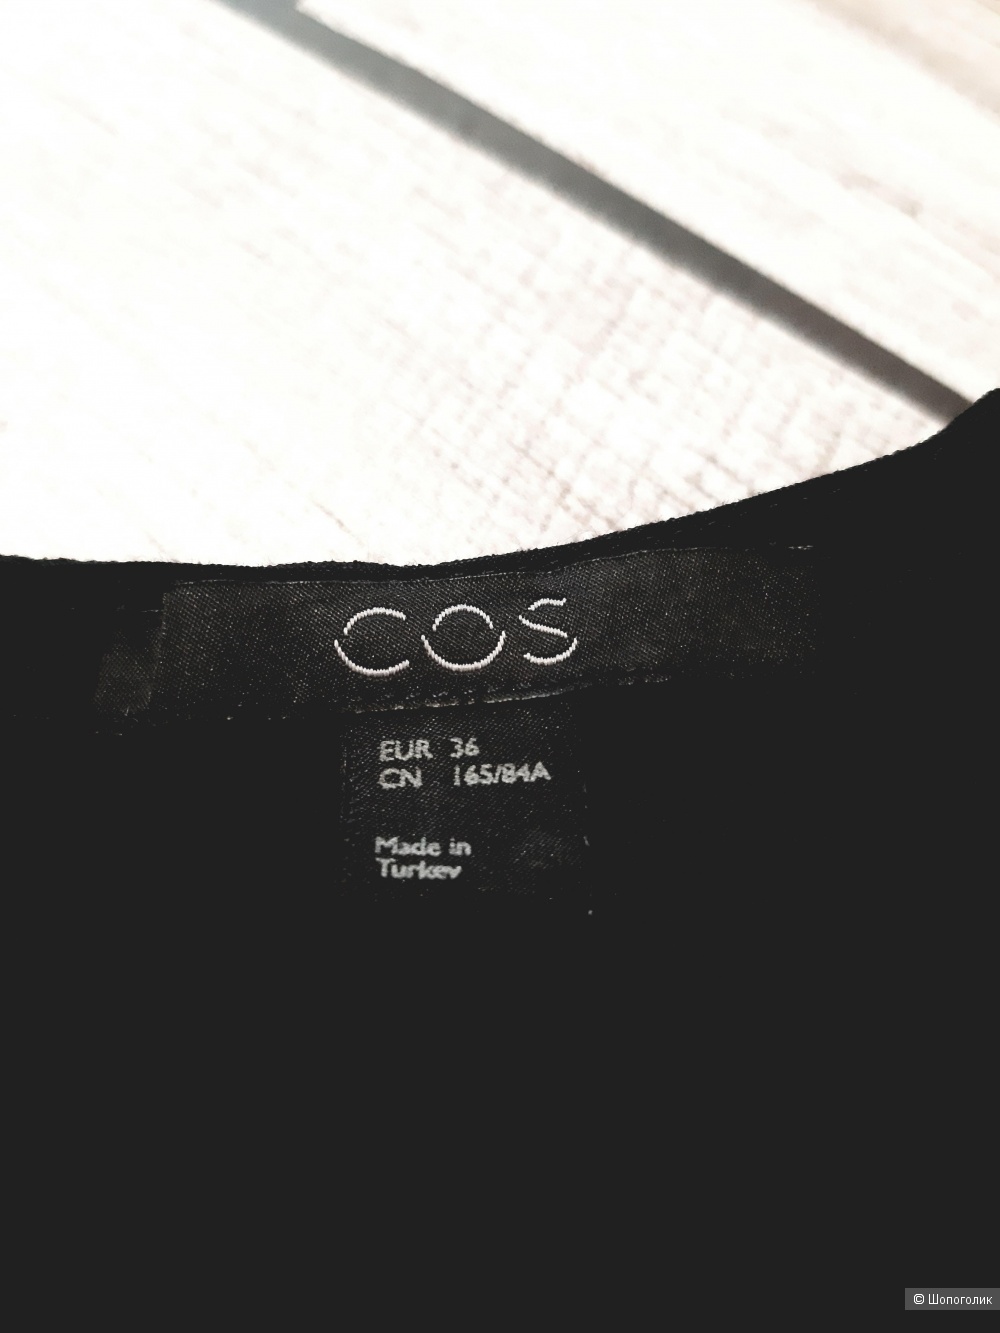 COS
EUR 36
CN 165/84A
Made in
Turkey
© Шопоголик